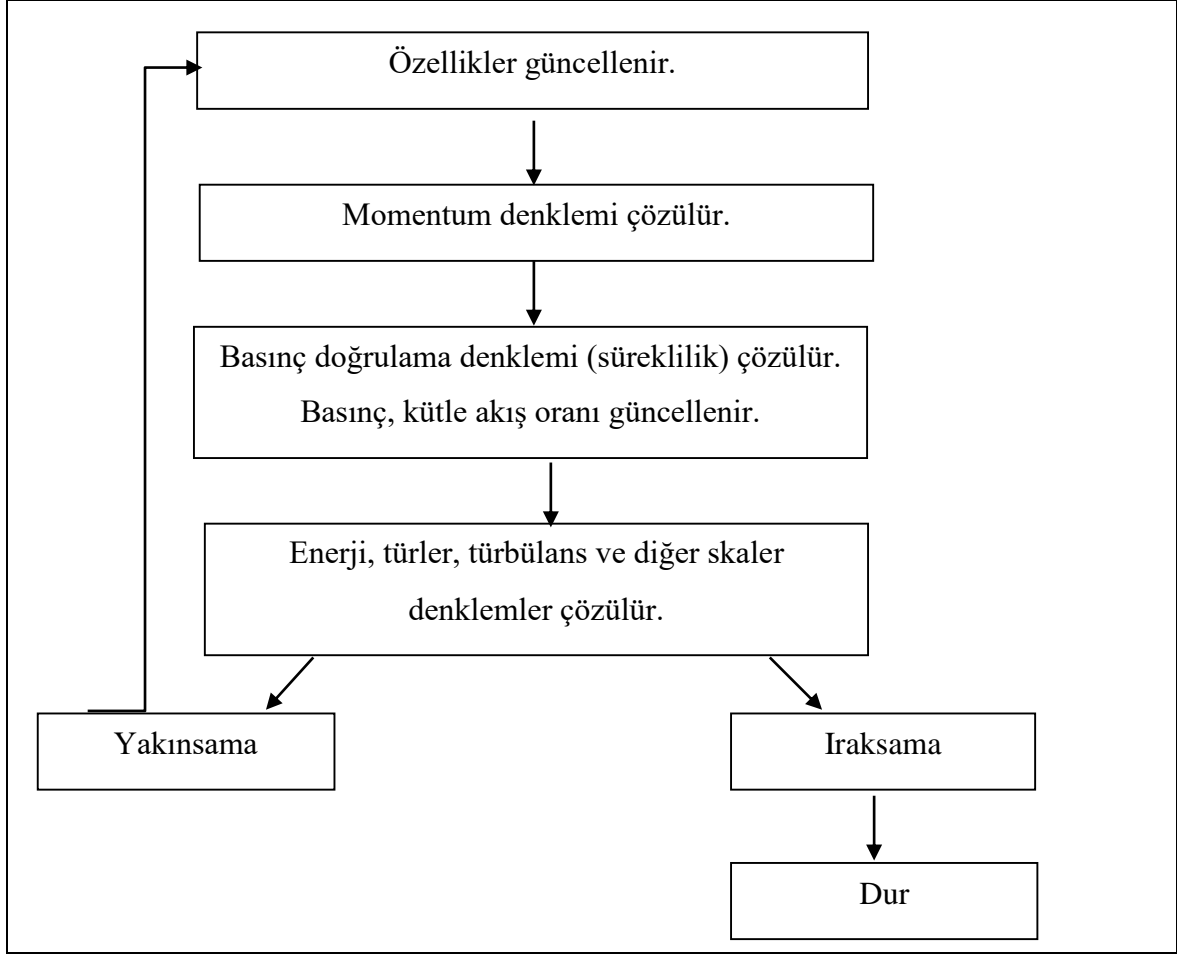 Özellikler güncellenir.
Momentum denklemi çözülür.
Basınç doğrulama denklemi (süreklilik) çözülür.
Basınç, kütle akış oranı güncellenir.
Enerji, türler, türbülans ve diğer skaler
denklemler çözülür.
Yakınsama
Iraksama
Dur